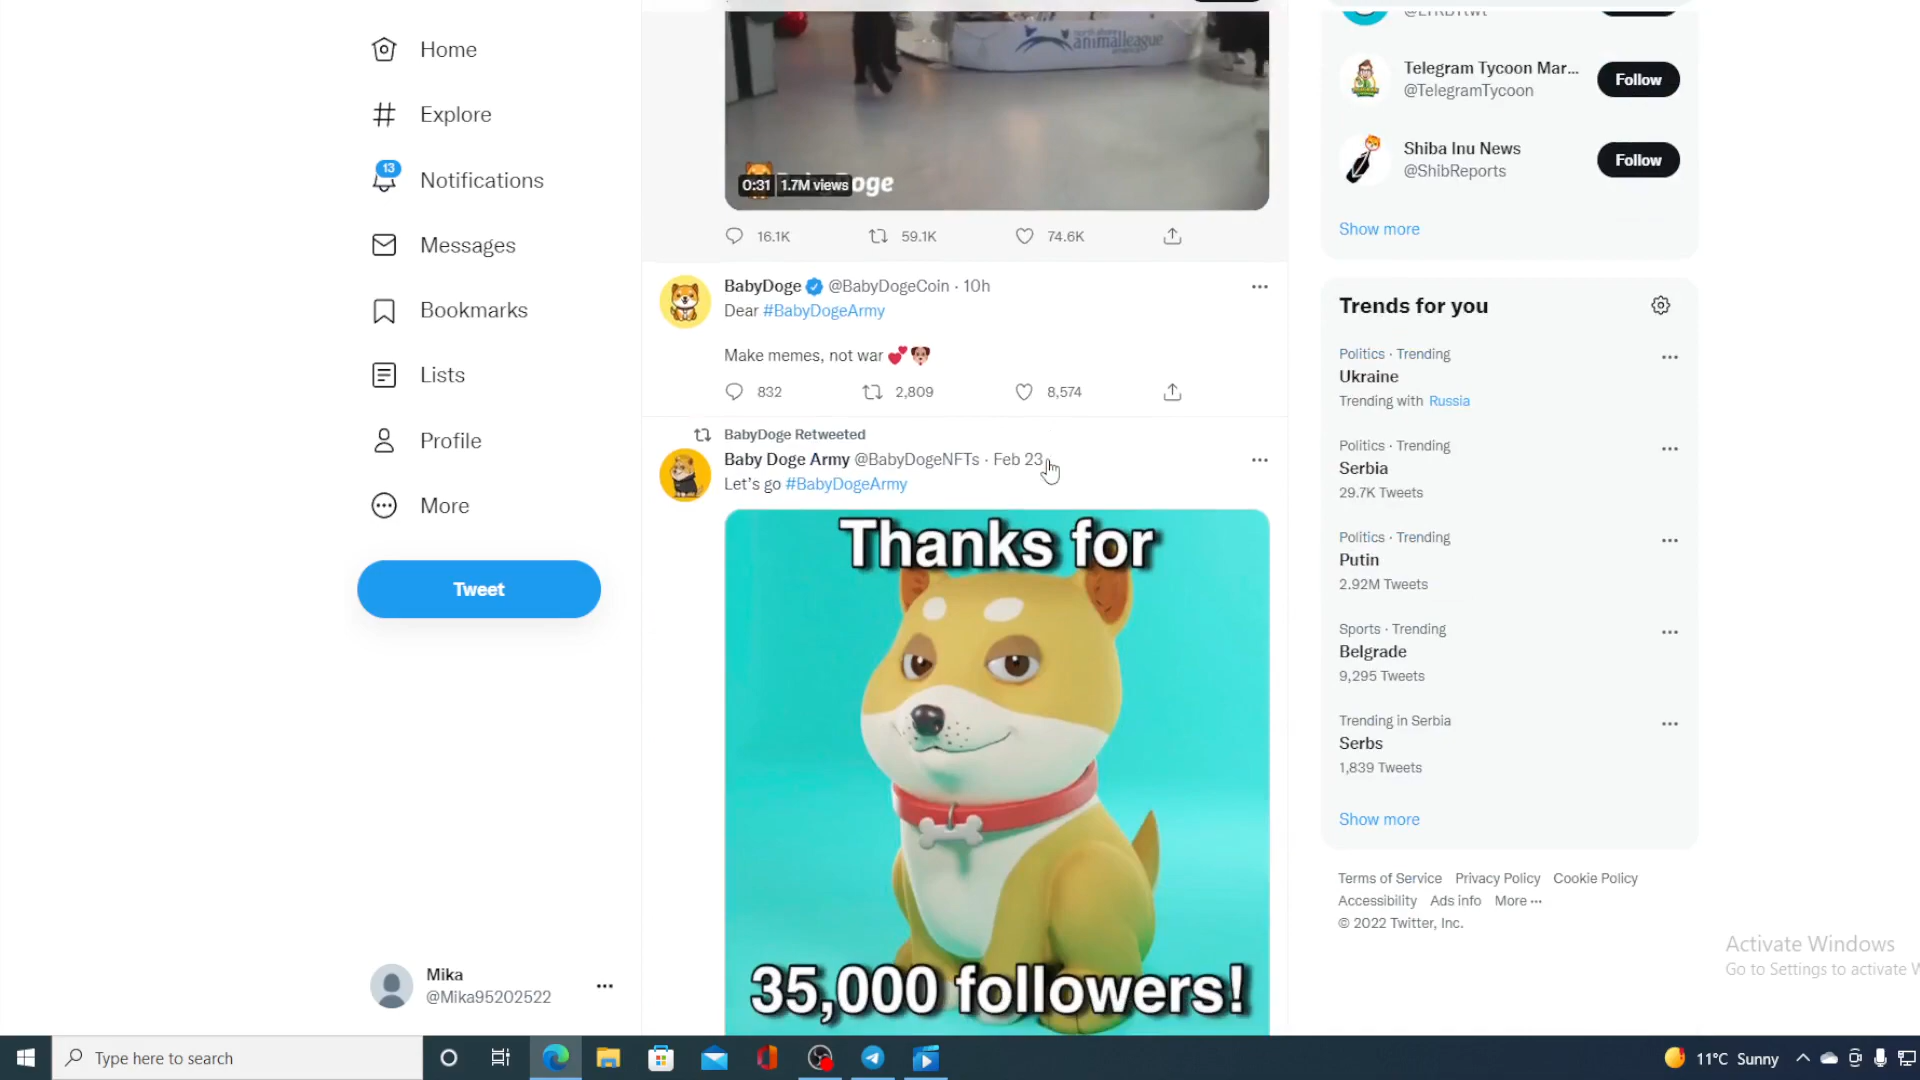 Home
Explore
13
Notifications
Messages
Bookmarks
Lists
Profile
More
Tweet
Mika
@Mika95202522
north shore
animalleague
0:31 1.7M views
oge
16.1K 59.1K 74.6K
BabyDoge @BabyDogeCoin · 10h
Dear #BabyDogeArmy
Make memes, not war 💕🐶
832 2,809 8,574
BabyDoge Retweeted
Baby Doge Army @BabyDogeNFTs · Feb 23
Let's go #BabyDogeArmy
Thanks for
35,000 followers!
Telegram Tycoon Mar...
@TelegramTycoon
Follow
Shiba Inu News
@ShibReports
Follow
Show more
Trends for you
Politics · Trending
Ukraine
Trending with Russia
Politics · Trending
Serbia
29.7K Tweets
Politics · Trending
Putin
2.92M Tweets
Sports · Trending
Belgrade
9,295 Tweets
Trending in Serbia
Serbs
1,839 Tweets
Show more
Terms of Service Privacy Policy Cookie Policy
Accessibility Ads info More ...
© 2022 Twitter, Inc.
Activate Windows
Go to Settings to activate W
Type here to search
11°C Sunny